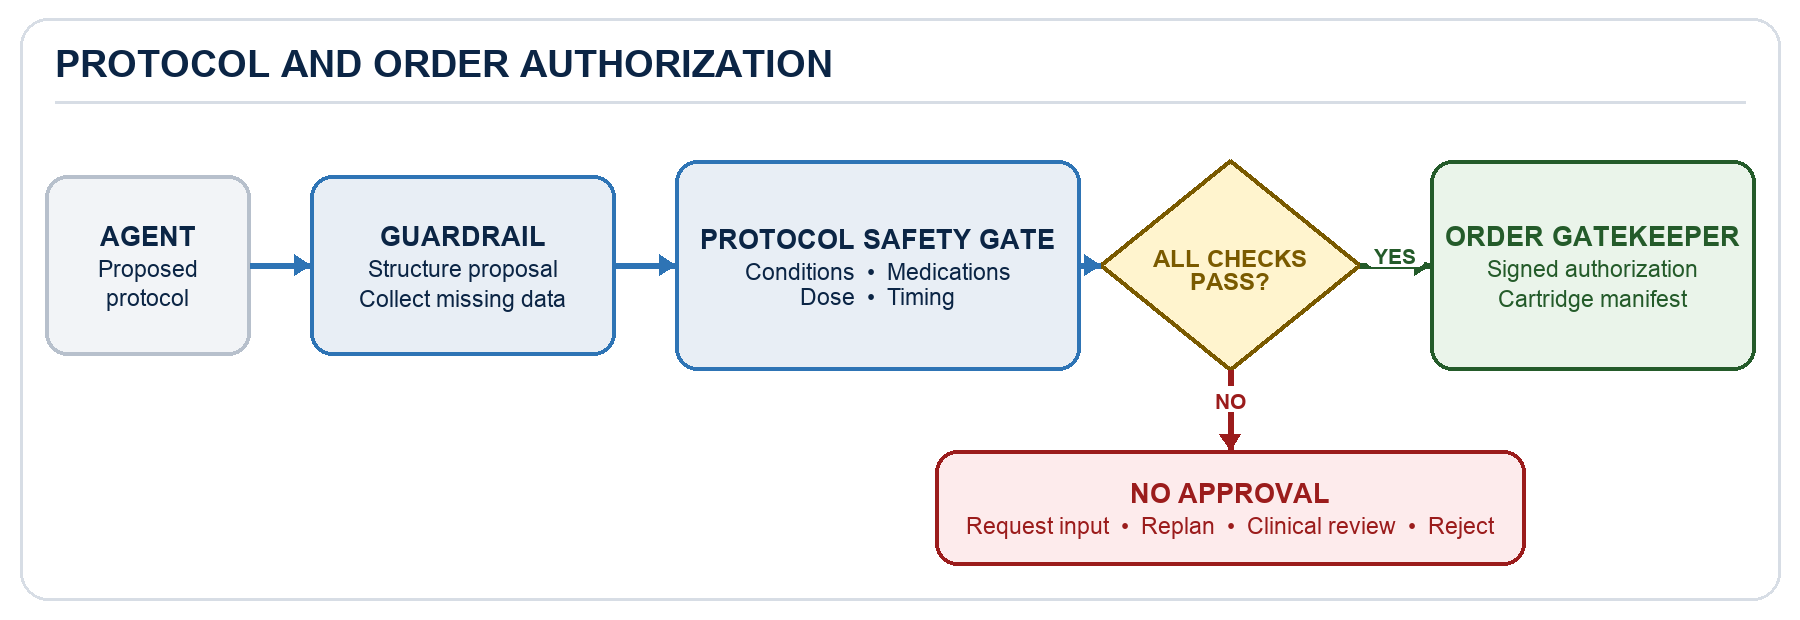 PROTOCOL AND ORDER AUTHORIZATION
AGENT
Proposed
protocol
GUARDRAIL
Structure proposal
Collect missing data
PROTOCOL SAFETY GATE
Conditions • Medications
Dose • Timing
ALL CHECKS
PASS?
YES
ORDER GATEKEEPER
Signed authorization
Cartridge manifest
NO
NO APPROVAL
Request input • Replan • Clinical review • Reject